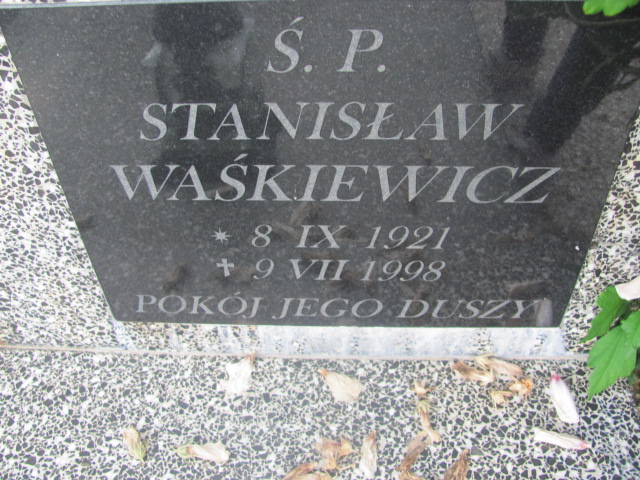 Ś. P.
STANISŁAW
WAŚKIEWICZ
* 8 IX 1921
✝ 9 VII 1998
POKÓJ JEGO DUSZY